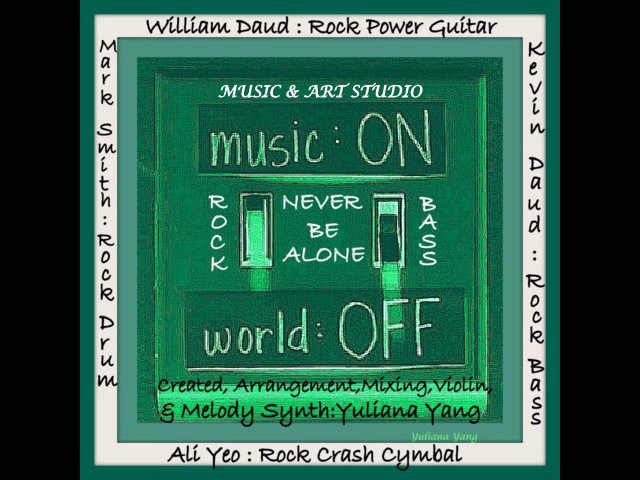 William Daud : Rock Power Guitar
Mark Smith : Rock Drum
Kevin Daud : Rock Bass
MUSIC & ART STUDIO
music: ON
ROCK
NEVER
BE
ALONE
BASS
world: OFF
Created, Arrangement,Mixing,Violin,
& Melody Synth:Yuliana Yang
Yuliana Yang
Ali Yeo : Rock Crash Cymbal